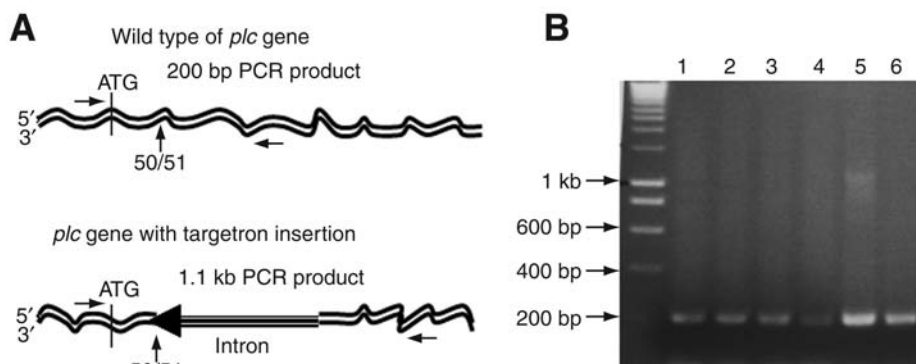 A
Wild type of plc gene
200 bp PCR product
ATG
5′
3′
50/51
plc gene with targetron insertion
1.1 kb PCR product
ATG
5′
3′
Intron
B
1 2 3 4 5 6
1 kb
600 bp
400 bp
200 bp